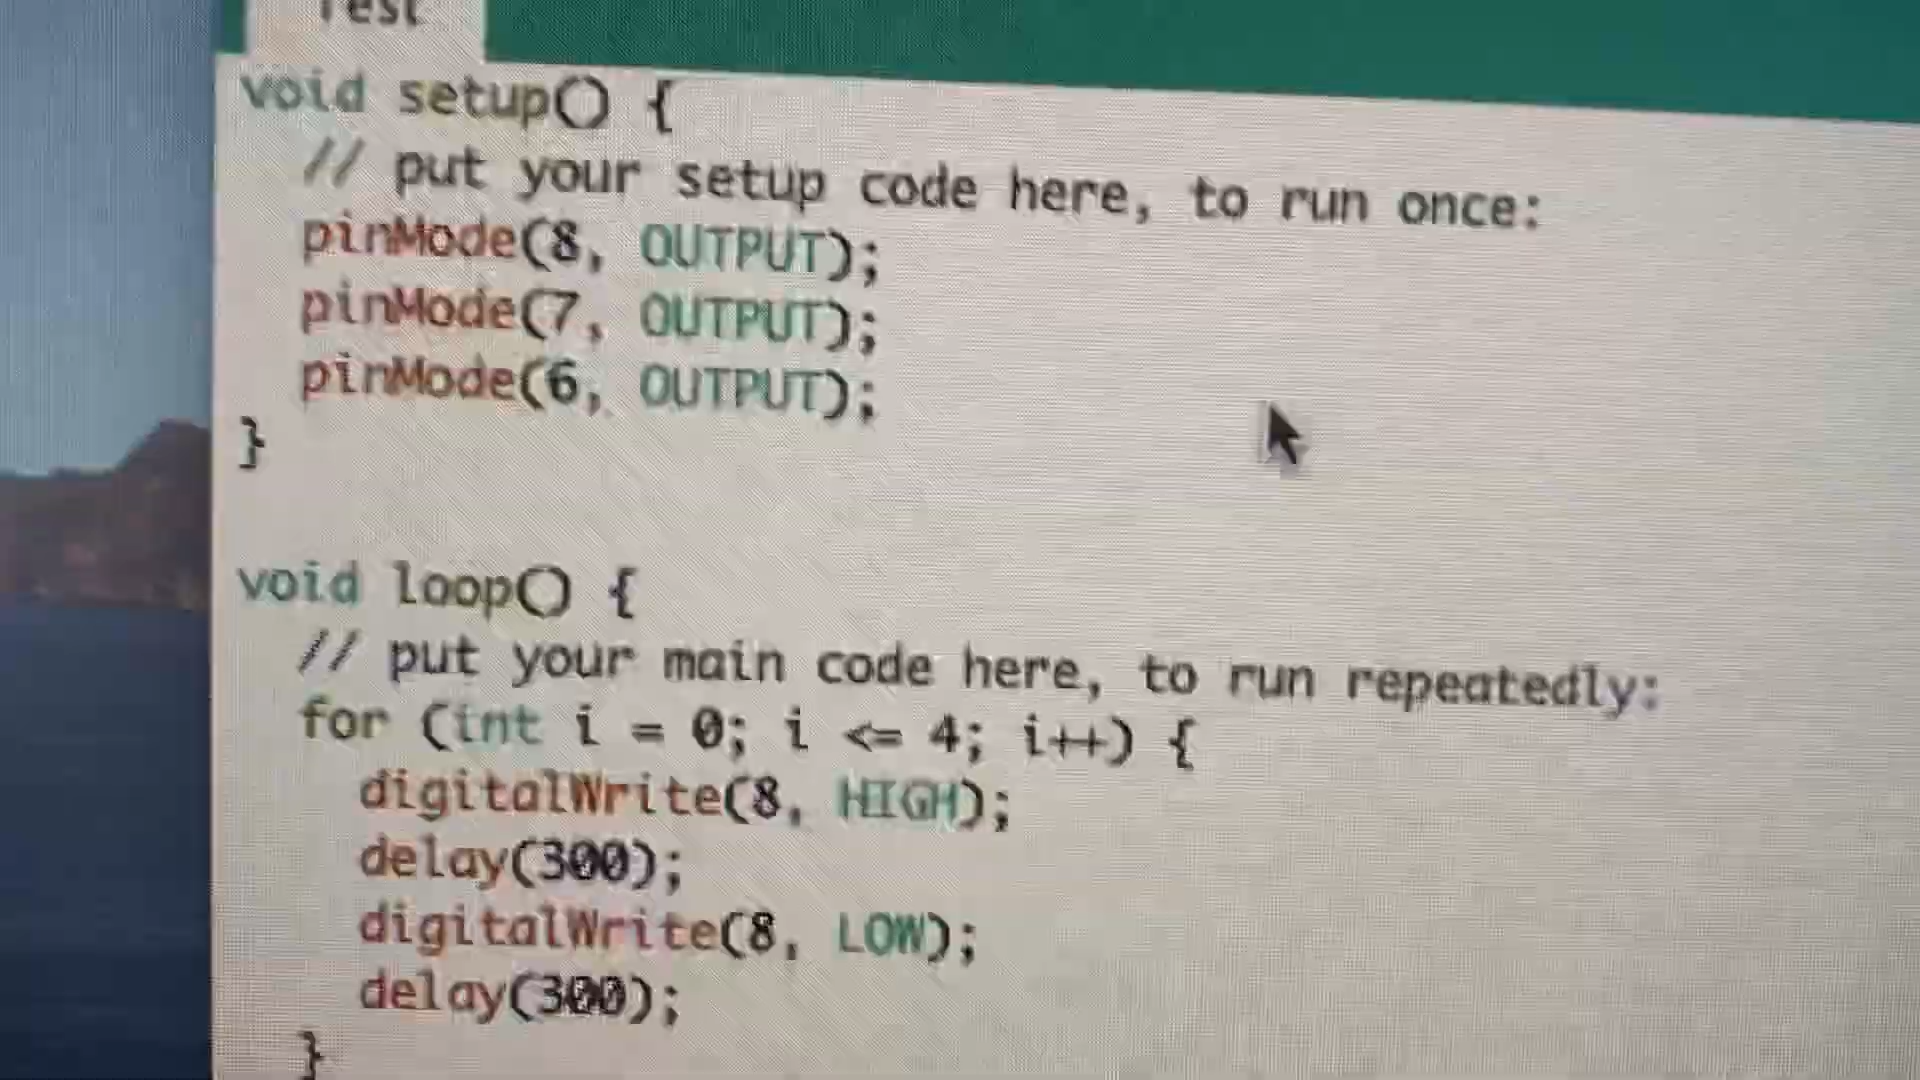 Test
void setup() {
// put your setup code here, to run once:
pinMode(8, OUTPUT);
pinMode(7, OUTPUT);
pinMode(6, OUTPUT);
}
void loop() {
// put your main code here, to run repeatedly:
for (int i = 0; i <= 4; i++) {
digitalWrite(8, HIGH);
delay(300);
digitalWrite(8, LOW);
delay(300);
}